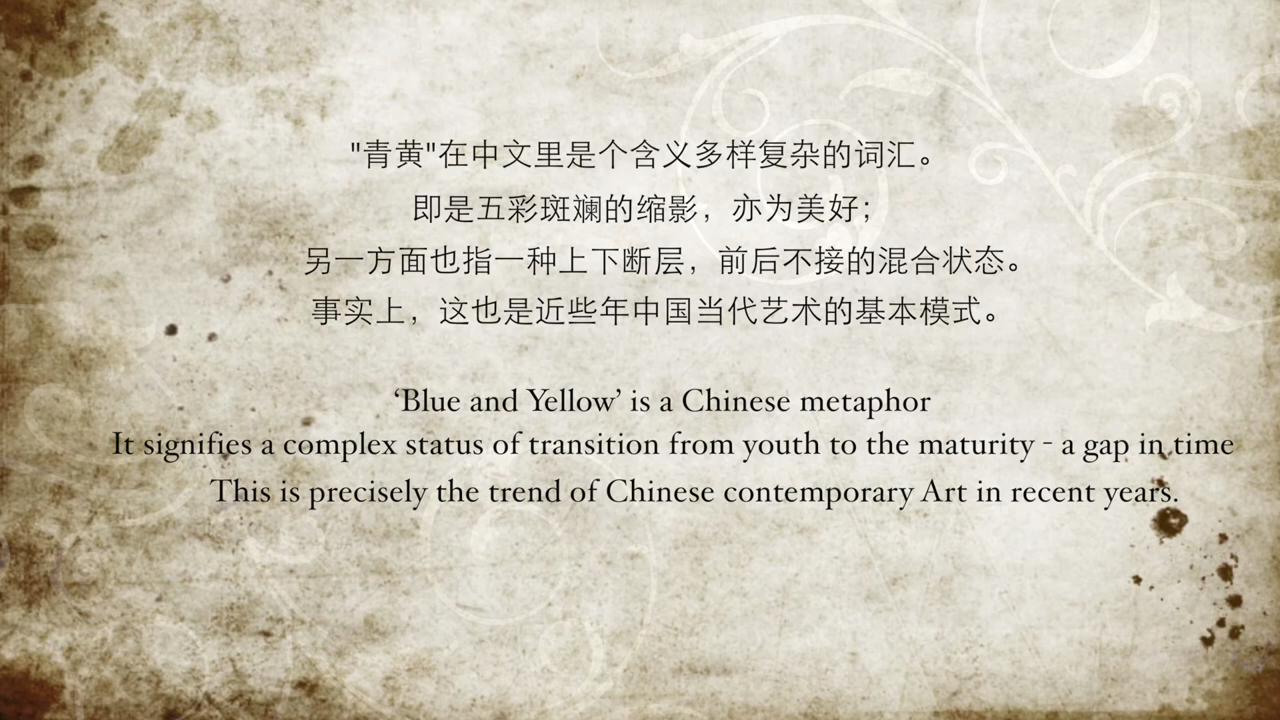 "青黄"在中文里是个含义多样复杂的词汇。
即是五彩斑斓的缩影，亦为美好；
另一方面也指一种上下断层，前后不接的混合状态。
事实上，这也是近些年中国当代艺术的基本模式。
‘Blue and Yellow’ is a Chinese metaphor
It signifies a complex status of transition from youth to the maturity - a gap in time
This is precisely the trend of Chinese contemporary Art in recent years.